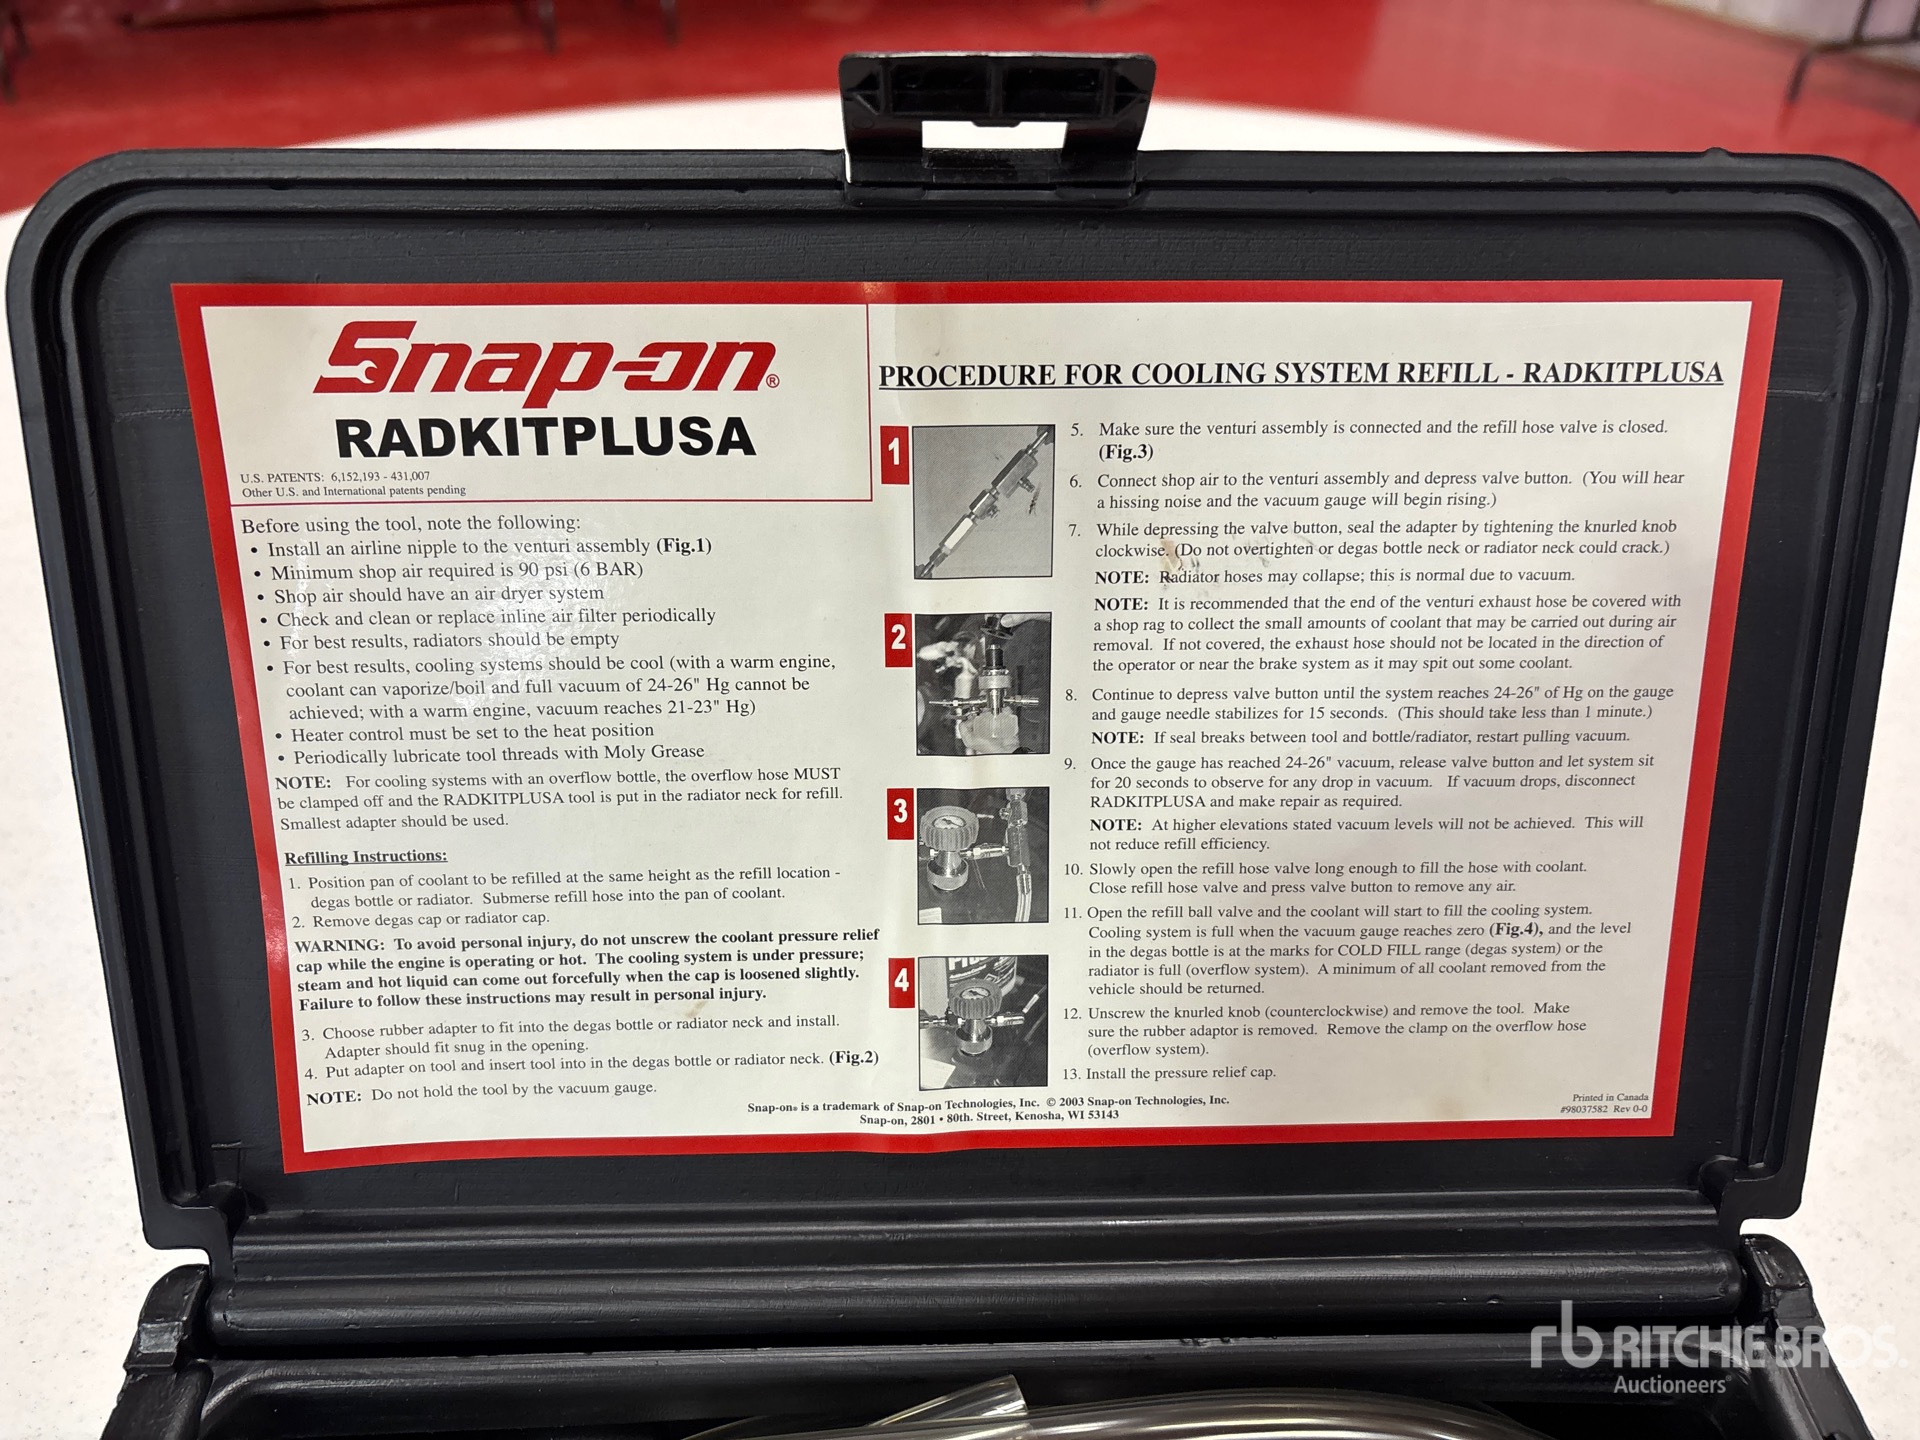 Snap-on®
RADKITPLUSA
U.S. PATENTS: 6,152,193 - 431,007
Other U.S. and International patents pending
Before using the tool, note the following:
• Install an airline nipple to the venturi assembly (Fig.1)
• Minimum shop air required is 90 psi (6 BAR)
• Shop air should have an air dryer system
• Check and clean or replace inline air filter periodically
• For best results, radiators should be empty
• For best results, cooling systems should be cool (with a warm engine,
coolant can vaporize/boil and full vacuum of 24-26" Hg cannot be
achieved; with a warm engine, vacuum reaches 21-23" Hg)
• Heater control must be set to the heat position
• Periodically lubricate tool threads with Moly Grease
NOTE: For cooling systems with an overflow bottle, the overflow hose MUST
be clamped off and the RADKITPLUSA tool is put in the radiator neck for refill.
Smallest adapter should be used.
Refilling Instructions:
1. Position pan of coolant to be refilled at the same height as the refill location -
degas bottle or radiator. Submerse refill hose into the pan of coolant.
2. Remove degas cap or radiator cap.
WARNING: To avoid personal injury, do not unscrew the coolant pressure relief
cap while the engine is operating or hot. The cooling system is under pressure;
steam and hot liquid can come out forcefully when the cap is loosened slightly.
Failure to follow these instructions may result in personal injury.
3. Choose rubber adapter to fit into the degas bottle or radiator neck and install.
Adapter should fit snug in the opening.
4. Put adapter on tool and insert tool into in the degas bottle or radiator neck. (Fig.2)
NOTE: Do not hold the tool by the vacuum gauge.
PROCEDURE FOR COOLING SYSTEM REFILL - RADKITPLUSA
1
2
3
4
5. Make sure the venturi assembly is connected and the refill hose valve is closed.
(Fig.3)
6. Connect shop air to the venturi assembly and depress valve button. (You will hear
a hissing noise and the vacuum gauge will begin rising.)
7. While depressing the valve button, seal the adapter by tightening the knurled knob
clockwise. (Do not overtighten or degas bottle neck or radiator neck could crack.)
NOTE: Radiator hoses may collapse; this is normal due to vacuum.
NOTE: It is recommended that the end of the venturi exhaust hose be covered with
a shop rag to collect the small amounts of coolant that may be carried out during air
removal. If not covered, the exhaust hose should not be located in the direction of
the operator or near the brake system as it may spit out some coolant.
8. Continue to depress valve button until the system reaches 24-26" of Hg on the gauge
and gauge needle stabilizes for 15 seconds. (This should take less than 1 minute.)
NOTE: If seal breaks between tool and bottle/radiator, restart pulling vacuum.
9. Once the gauge has reached 24-26" vacuum, release valve button and let system sit
for 20 seconds to observe for any drop in vacuum. If vacuum drops, disconnect
RADKITPLUSA and make repair as required.
NOTE: At higher elevations stated vacuum levels will not be achieved. This will
not reduce refill efficiency.
10. Slowly open the refill hose valve long enough to fill the hose with coolant.
Close refill hose valve and press valve button to remove any air.
11. Open the refill ball valve and the coolant will start to fill the cooling system.
Cooling system is full when the vacuum gauge reaches zero (Fig.4), and the level
in the degas bottle is at the marks for COLD FILL range (degas system) or the
radiator is full (overflow system). A minimum of all coolant removed from the
vehicle should be returned.
12. Unscrew the knurled knob (counterclockwise) and remove the tool. Make
sure the rubber adaptor is removed. Remove the clamp on the overflow hose
(overflow system).
13. Install the pressure relief cap.
Snap-on® is a trademark of Snap-on Technologies, Inc. © 2003 Snap-on Technologies, Inc.
Snap-on, 2801 • 80th. Street, Kenosha, WI 53143
Printed in Canada
#98037582 Rev 0-0
rb RITCHIE BROS.
Auctioneers